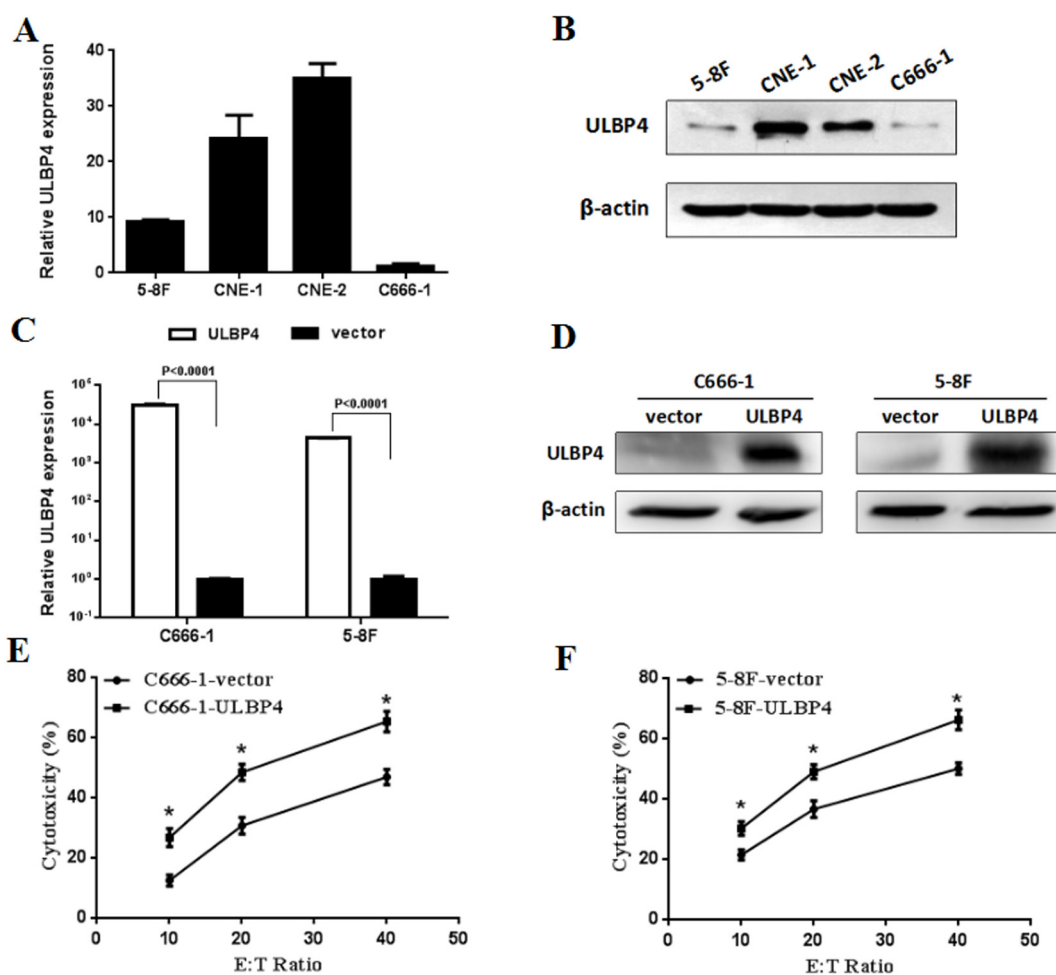 A
Relative ULBP4 expression
40
30
20
10
0
5-8F CNE-1 CNE-2 C666-1
B
5-8F CNE-1 CNE-2 C666-1
ULBP4
β-actin
C
ULBP4 vector
Relative ULBP4 expression
P<0.0001
P<0.0001
10⁶
10⁵
10⁴
10³
10²
10¹
10⁰
10⁻¹
C666-1 5-8F
D
C666-1 5-8F
vector ULBP4 vector ULBP4
ULBP4
β-actin
E
C666-1-vector
C666-1-ULBP4
Cytotoxicity (%)
80
60
40
20
0
* * *
0 10 20 30 40 50
E:T Ratio
F
5-8F-vector
5-8F-ULBP4
Cytotoxicity (%)
80
60
40
20
0
* * *
0 10 20 30 40 50
E:T Ratio